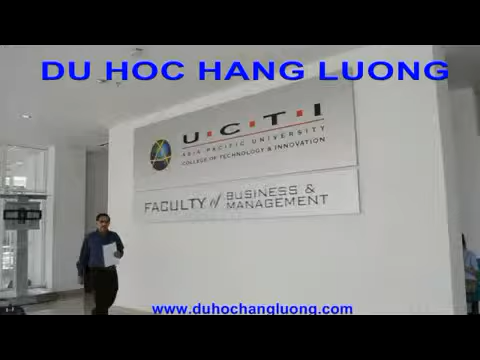 DU HOC HANG LUONG
U·C·T·I
ASIA PACIFIC UNIVERSITY
COLLEGE OF TECHNOLOGY & INNOVATION
FACULTY of BUSINESS & MANAGEMENT
www.duhochangluong.com